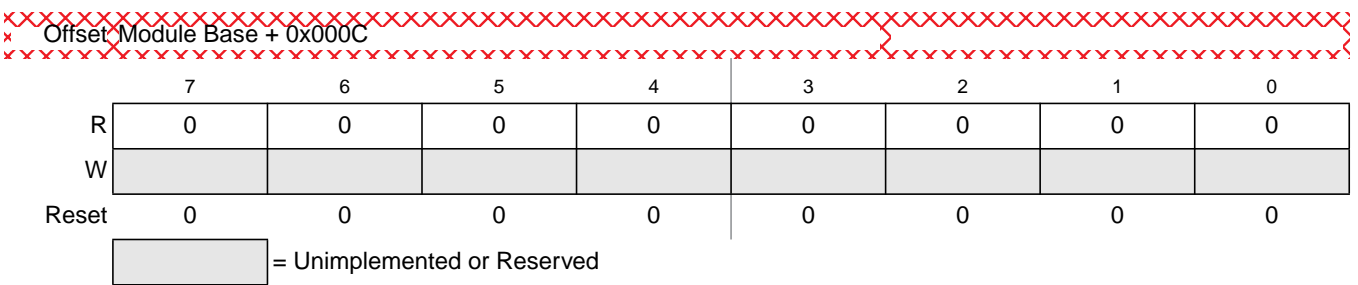 Offset Module Base + 0x000C
7 6 5 4 3 2 1 0
R 0 0 0 0 0 0 0 0
W
Reset 0 0 0 0 0 0 0 0
= Unimplemented or Reserved